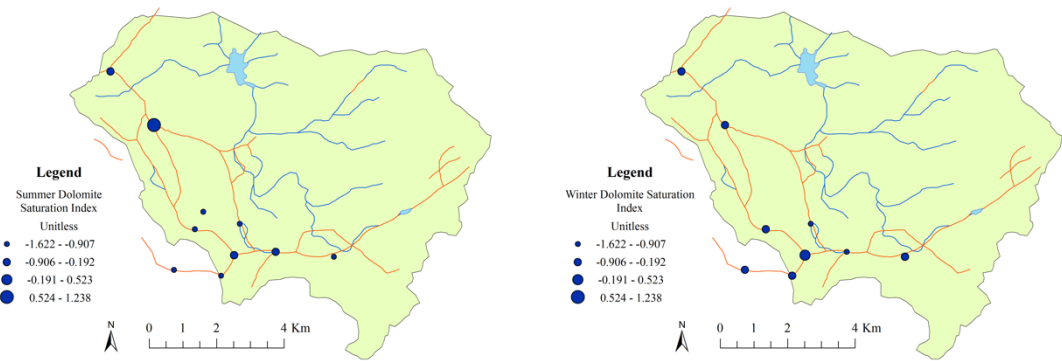 Legend
Summer Dolomite
Saturation Index
Unitless
-1.622 - -0.907
-0.906 - -0.192
-0.191 - 0.523
0.524 - 1.238
N
0 1 2 4 Km
Legend
Winter Dolomite Saturation
Index
Unitless
-1.622 - -0.907
-0.906 - -0.192
-0.191 - 0.523
0.524 - 1.238
N
0 1 2 4 Km